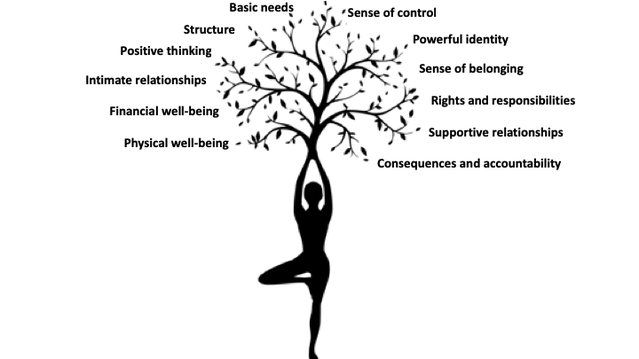 Basic needs
Sense of control
Structure
Powerful identity
Positive thinking
Sense of belonging
Intimate relationships
Rights and responsibilities
Financial well-being
Supportive relationships
Physical well-being
Consequences and accountability